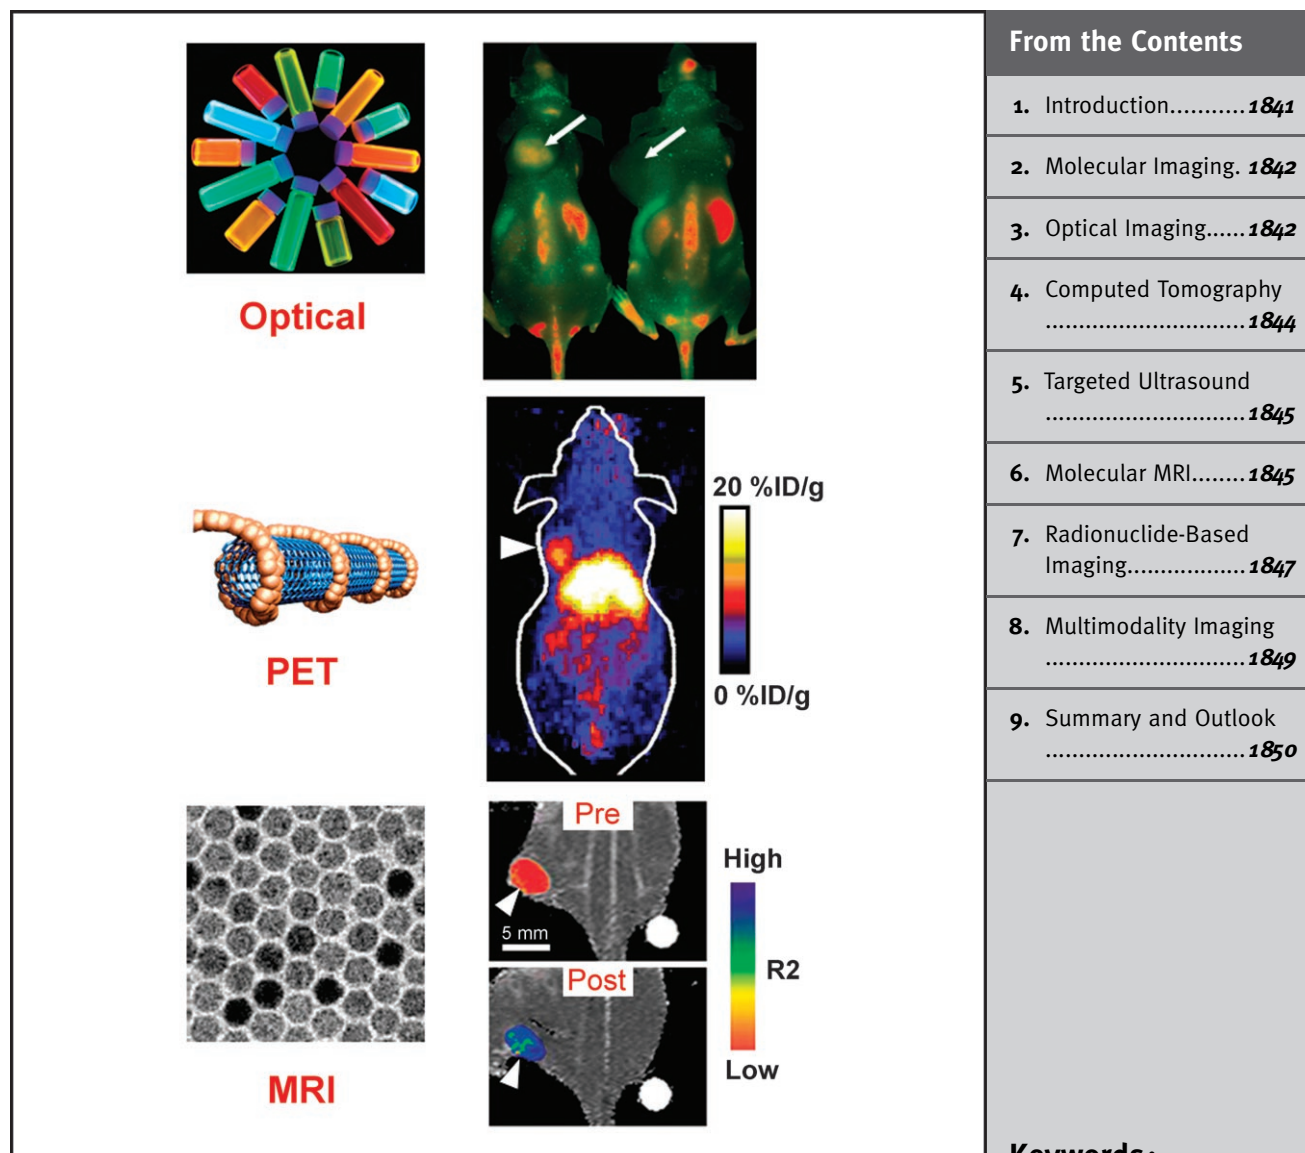 Optical
20 %ID/g
PET
0 %ID/g
Pre
5 mm
High
R2
Post
Low
MRI
From the Contents
1. Introduction...........1841
2. Molecular Imaging. 1842
3. Optical Imaging......1842
4. Computed Tomography
..............................1844
5. Targeted Ultrasound
..............................1845
6. Molecular MRI........1845
7. Radionuclide-Based
Imaging..................1847
8. Multimodality Imaging
..............................1849
9. Summary and Outlook
..............................1850
Keywords: